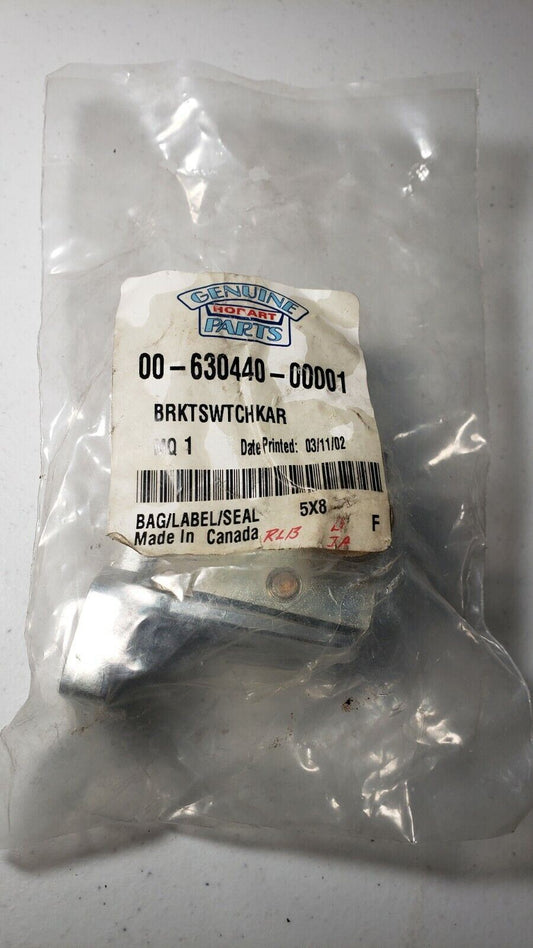 GENUINE
HOBART
PARTS
00-630440-00001
BRKTSWTCHKAR
MQ 1 Date Printed: 03/11/02
BAG/LABEL/SEAL 5X8
Made In Canada RLB F